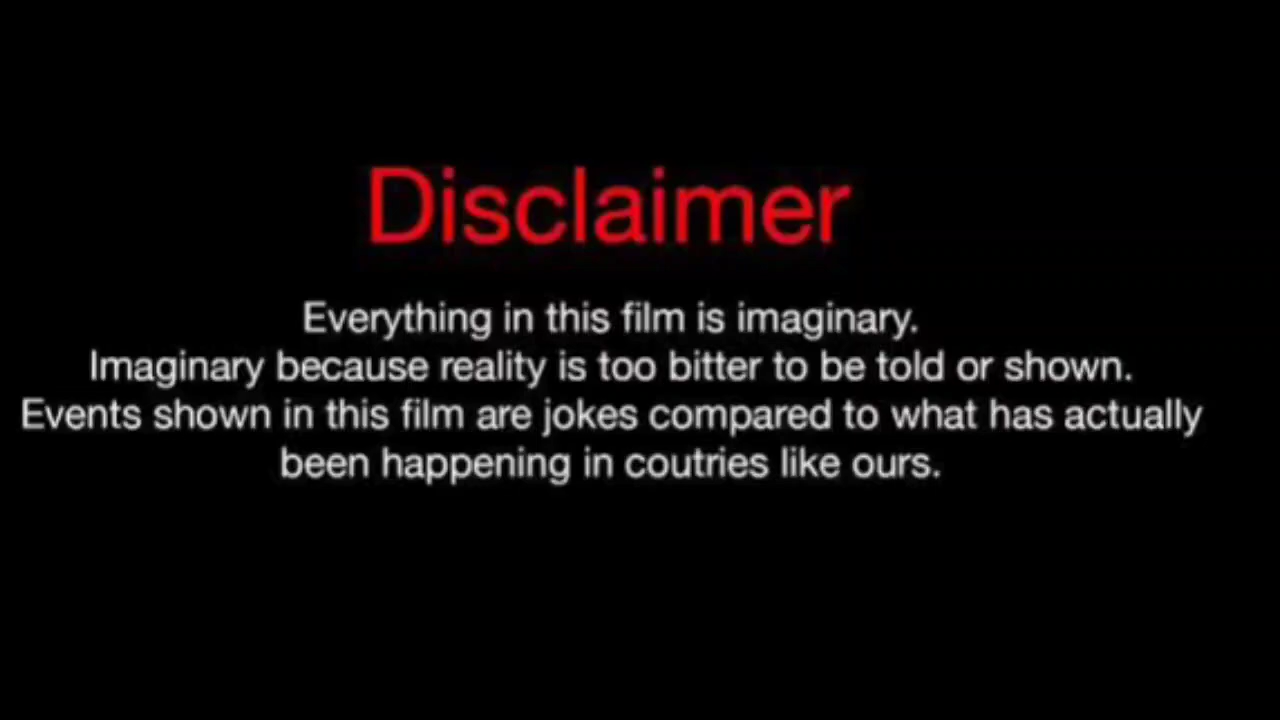 Disclaimer
Everything in this film is imaginary.
Imaginary because reality is too bitter to be told or shown.
Events shown in this film are jokes compared to what has actually
been happening in coutries like ours.